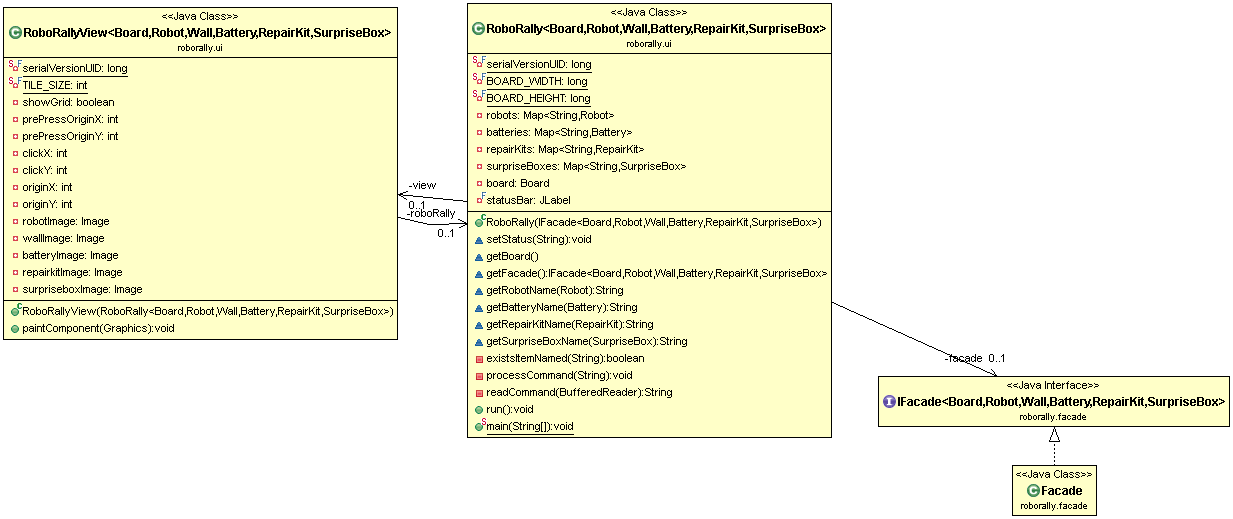 <<Java Class>>
RoboRallyView<Board,Robot,Wall,Battery,RepairKit,SurpriseBox>
roborally.ui
serialVersionUID: long
TILE_SIZE: int
showGrid: boolean
prePressOriginX: int
prePressOriginY: int
clickX: int
clickY: int
originX: int
originY: int
robotImage: Image
wallImage: Image
batteryImage: Image
repairkitImage: Image
surpriseboxImage: Image
RoboRallyView(RoboRally<Board,Robot,Wall,Battery,RepairKit,SurpriseBox>)
paintComponent(Graphics):void
-view
0..1
-roboRally
0..1
<<Java Class>>
RoboRally<Board,Robot,Wall,Battery,RepairKit,SurpriseBox>
roborally.ui
serialVersionUID: long
BOARD_WIDTH: long
BOARD_HEIGHT: long
robots: Map<String,Robot>
batteries: Map<String,Battery>
repairKits: Map<String,RepairKit>
surpriseBoxes: Map<String,SurpriseBox>
board: Board
statusBar: JLabel
RoboRally(IFacade<Board,Robot,Wall,Battery,RepairKit,SurpriseBox>)
setStatus(String):void
getBoard()
getFacade():IFacade<Board,Robot,Wall,Battery,RepairKit,SurpriseBox>
getRobotName(Robot):String
getBatteryName(Battery):String
getRepairKitName(RepairKit):String
getSurpriseBoxName(SurpriseBox):String
existsItemNamed(String):boolean
processCommand(String):void
readCommand(BufferedReader):String
run():void
main(String[]):void
-facade 0..1
<<Java Interface>>
IFacade<Board,Robot,Wall,Battery,RepairKit,SurpriseBox>
roborally.facade
<<Java Class>>
Facade
roborally.facade